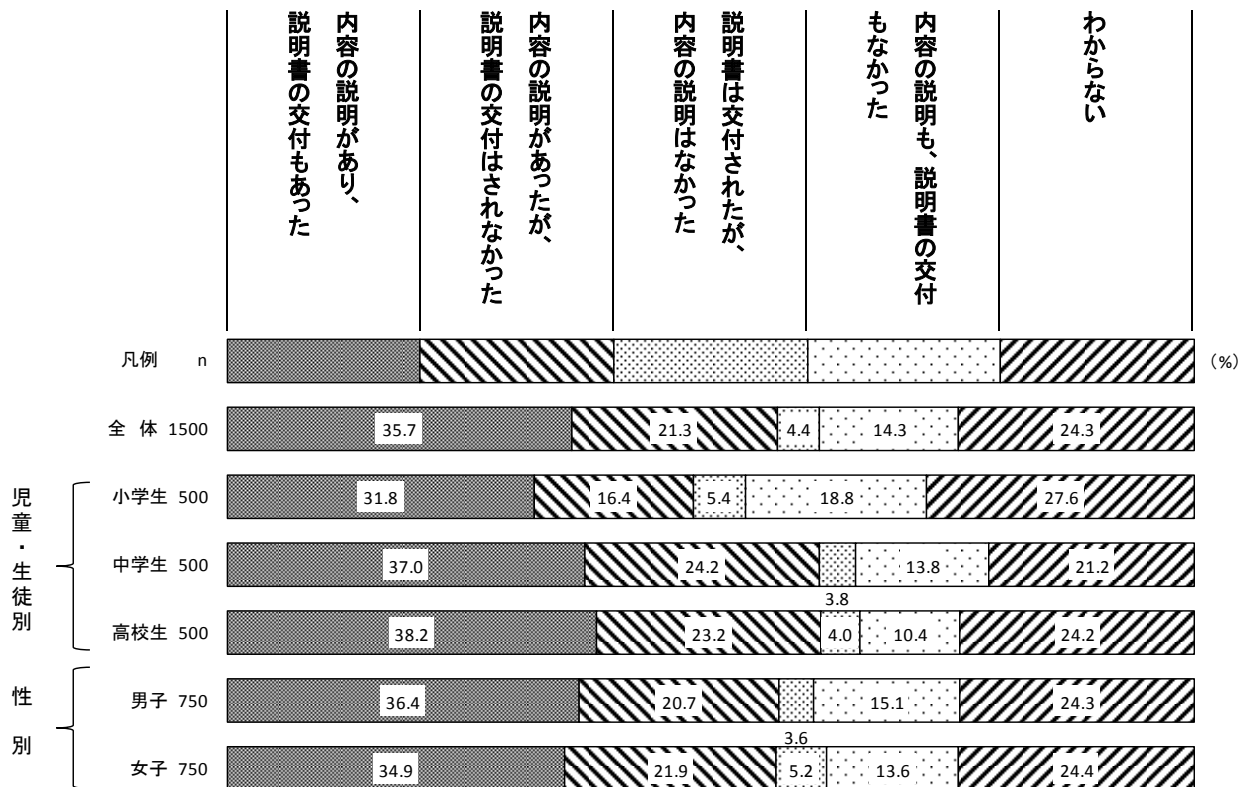 内容の説明があり、
説明書の交付もあった
内容の説明があったが、
説明書の交付はされなかった
説明書は交付されたが、
内容の説明はなかった
内容の説明も、説明書の交付
もなかった
わからない
凡例 n
(%)
全 体 1500 35.7 21.3 4.4 14.3 24.3
児童・生徒別
小学生 500 31.8 16.4 5.4 18.8 27.6
中学生 500 37.0 24.2 3.8 13.8 21.2
高校生 500 38.2 23.2 4.0 10.4 24.2
性別
男子 750 36.4 20.7 3.6 15.1 24.3
女子 750 34.9 21.9 5.2 13.6 24.4